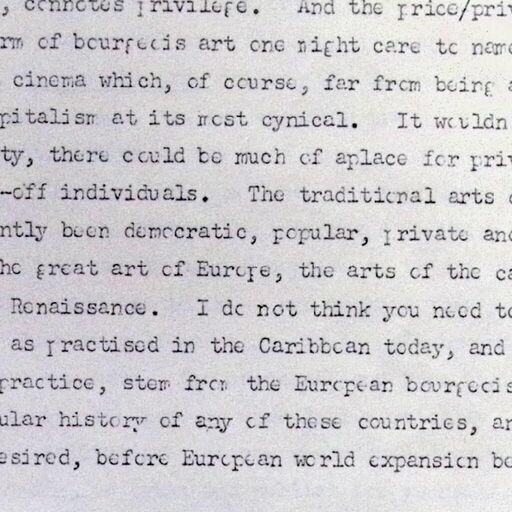 , connotes privilege. And the price/priv
rm of bourgeois art one might care to name
cinema which, of course, far from being a
pitalism at its most cynical. It wouldn
ty, there could be much of aplace for priv
-off individuals. The traditional arts o
ntly been democratic, popular, private and
he great art of Europe, the arts of the ca
Renaissance. I do not think you need to
as practised in the Caribbean today, and
practice, stem from the European bourgeois
ular history of any of these countries, an
esired, before European world expansion be